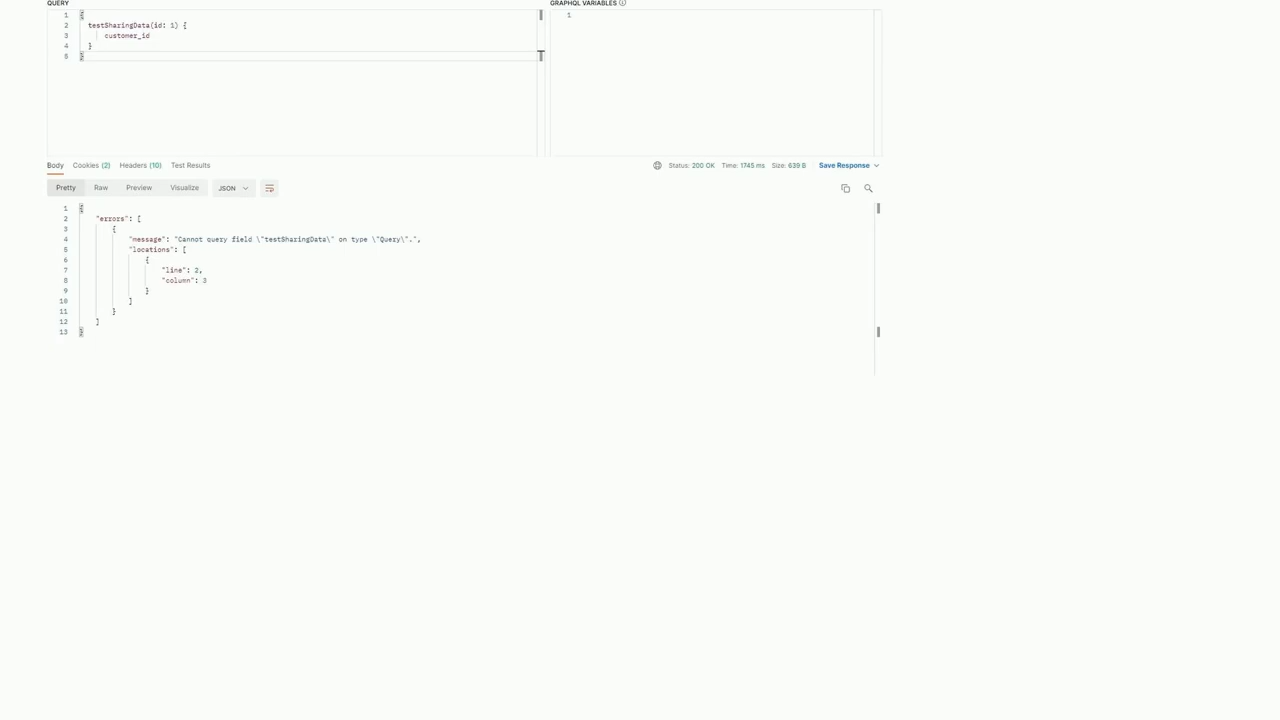 QUERY
GRAPHQL VARIABLES
1 {
2 testSharingData(id: 1) {
3 customer_id
4 }
5 }
1
Body Cookies (2) Headers (10) Test Results
Status: 200 OK Time: 1745 ms Size: 639 B Save Response
Pretty Raw Preview Visualize JSON
1 {
2 "errors": [
3 {
4 "message": "Cannot query field \"testSharingData\" on type \"Query\".",
5 "locations": [
6 {
7 "line": 2,
8 "column": 3
9 }
10 ]
11 }
12 ]
13 }